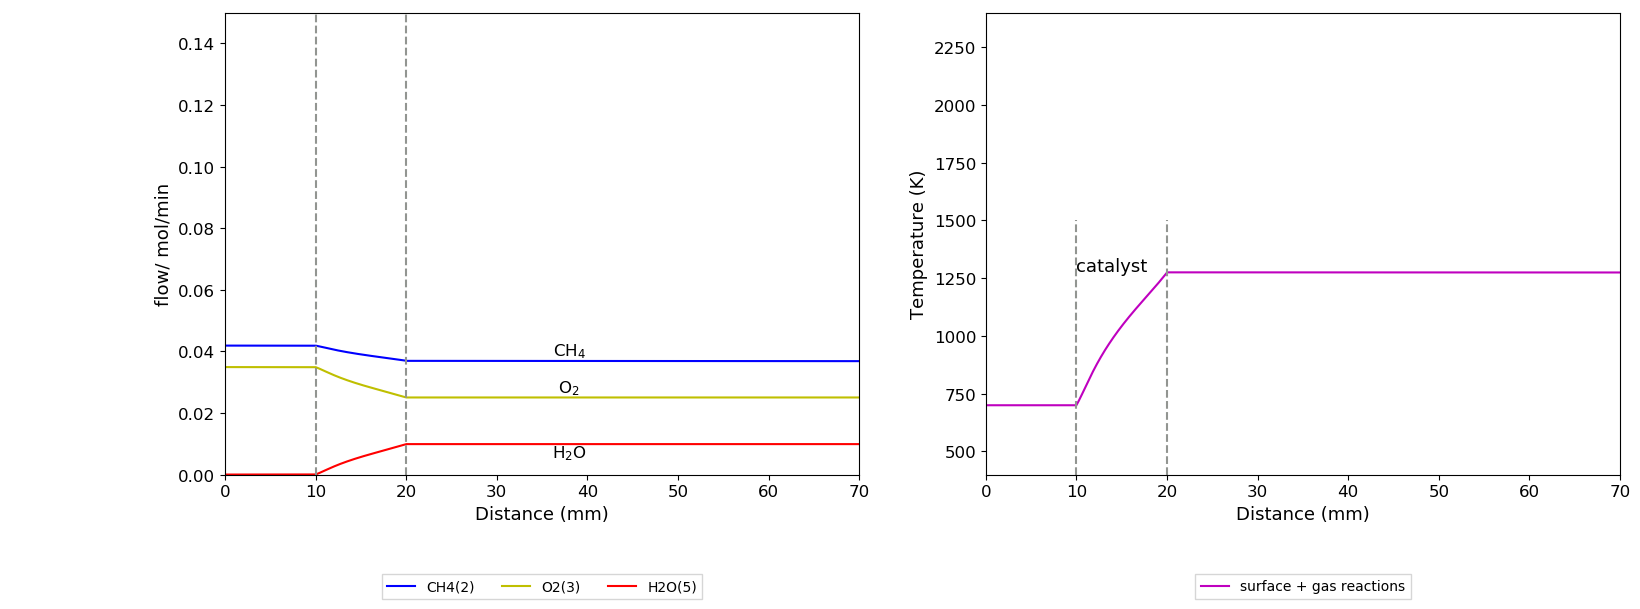 0.14
0.12
0.10
0.08
0.06
0.04
0.02
0.00
flow/ mol/min
CH₄
O₂
H₂O
0 10 20 30 40 50 60 70
Distance (mm)
CH4(2) O2(3) H2O(5)
2250
2000
1750
1500
1250
1000
750
500
Temperature (K)
catalyst
0 10 20 30 40 50 60 70
Distance (mm)
surface + gas reactions